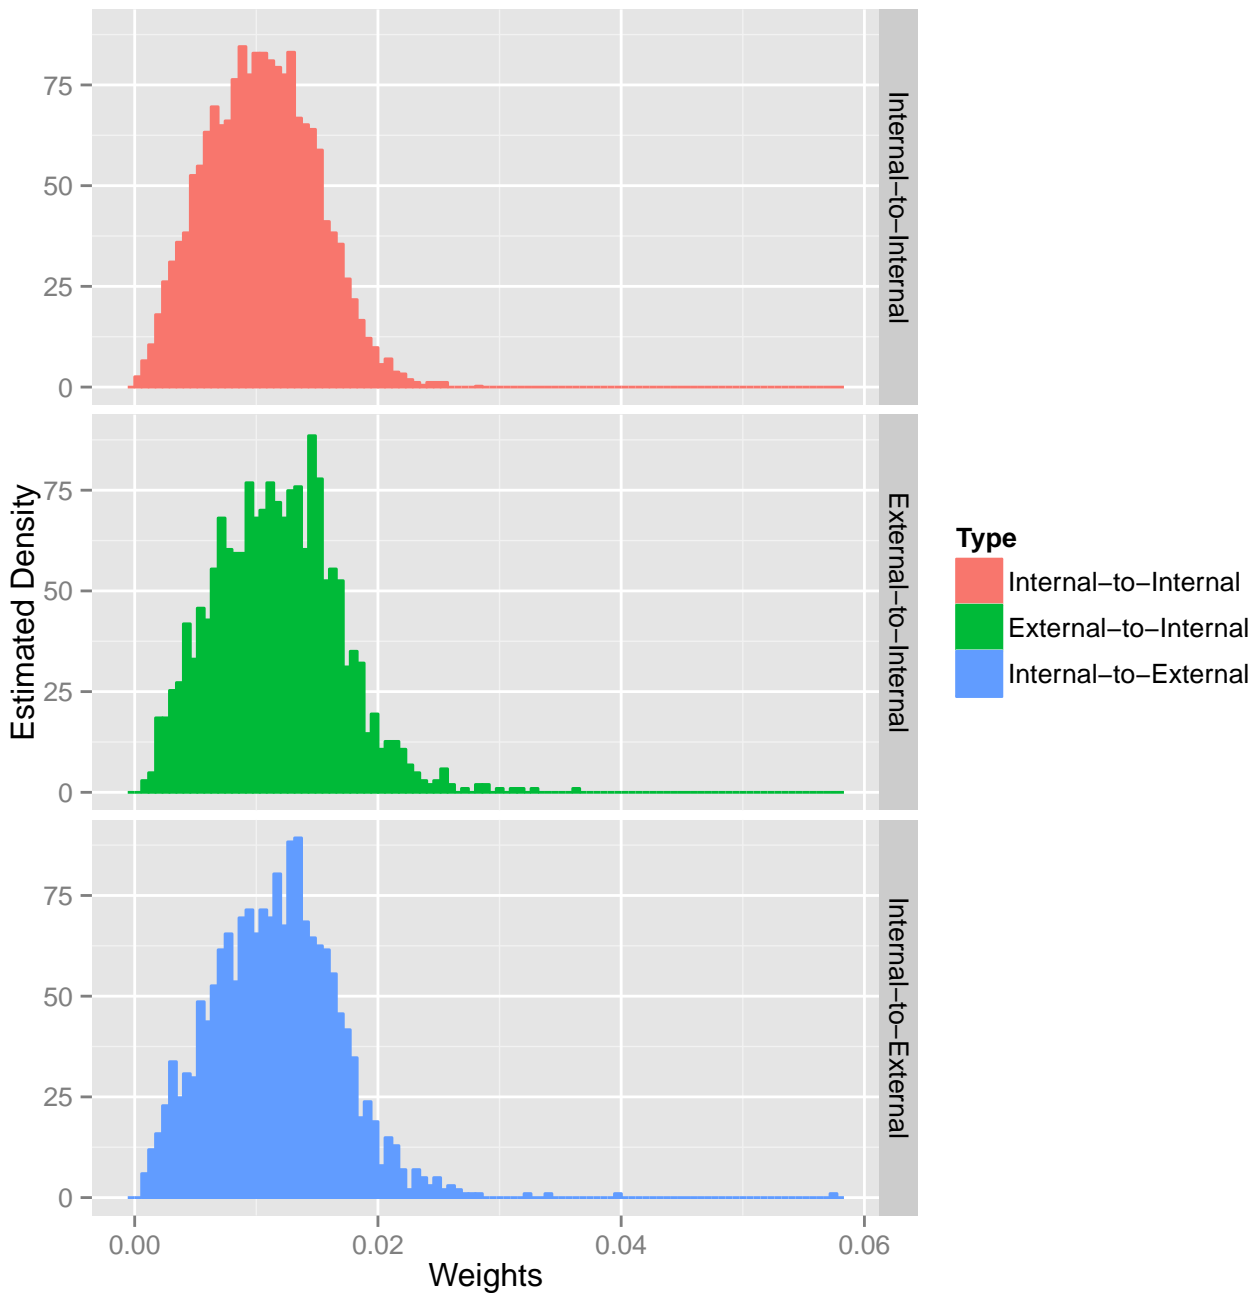 75
50
25
0
Internal−to−Internal
75
50
25
0
External−to−Internal
75
50
25
0
Internal−to−External
0.00 0.02 0.04 0.06
Weights
Estimated Density
Type
Internal−to−Internal
External−to−Internal
Internal−to−External